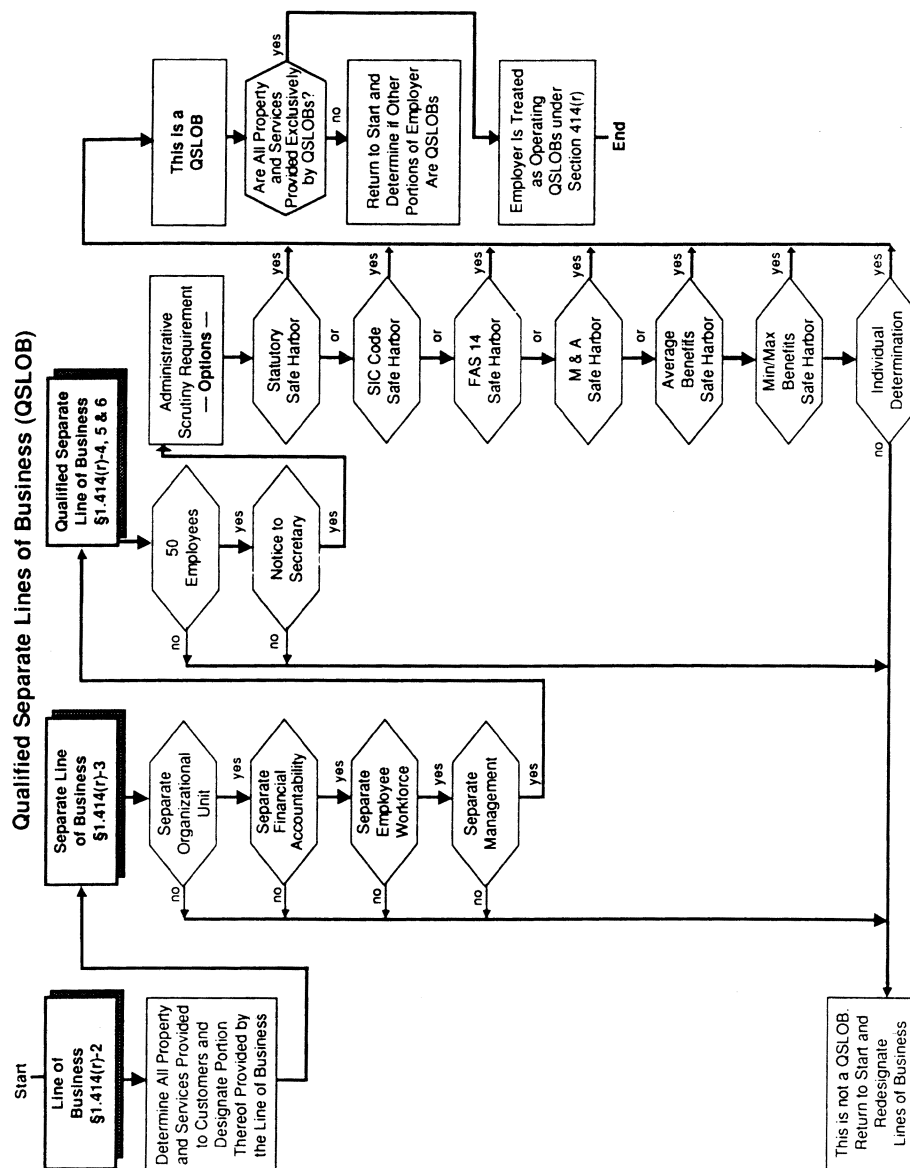 Qualified Separate Lines of Business (QSLOB)
Start
Line of
Business
§1.414(r)-2
Determine All Property
and Services Provided
to Customers and
Designate Portion
Thereof Provided by
the Line of Business
Separate Line
of Business
§1.414(r)-3
Separate
Organizational
Unit
no
yes
Separate
Financial
Accountability
no
yes
Separate
Employee
Workforce
no
yes
Separate
Management
no
yes
Qualified Separate
Line of Business
§1.414(r)-4, 5 & 6
50
Employees
no
yes
Notice to
Secretary
no
yes
Administrative
Scrutiny Requirement
— Options —
Statutory
Safe Harbor
yes
or
SIC Code
Safe Harbor
yes
or
FAS 14
Safe Harbor
yes
or
M & A
Safe Harbor
yes
or
Average
Benefits
Safe Harbor
yes
Min/Max
Benefits
Safe Harbor
yes
Individual
Determination
no
yes
This is a
QSLOB
Are All Property
and Services
Provided Exclusively
by QSLOBs?
yes
no
Return to Start and
Determine if Other
Portions of Employer
Are QSLOBs
Employer Is Treated
as Operating
QSLOBs under
Section 414(r)
End
This is not a QSLOB.
Return to Start and
Redesignate
Lines of Business